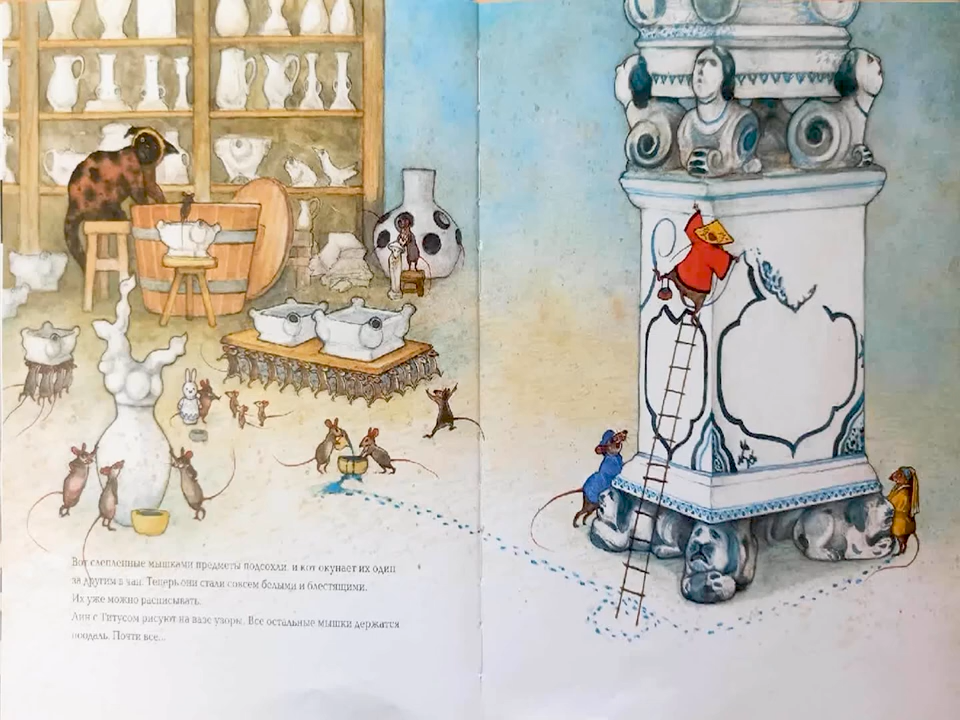 Вот слепленные мышками предметы подсохли, и кот окунает их один
за другим в чан. Теперь они стали совсем белыми и блестящими.
Их уже можно расписывать.
Ани с Титусом рисуют на вазе узоры. Все остальные мышки держатся
поодаль. Почти все...